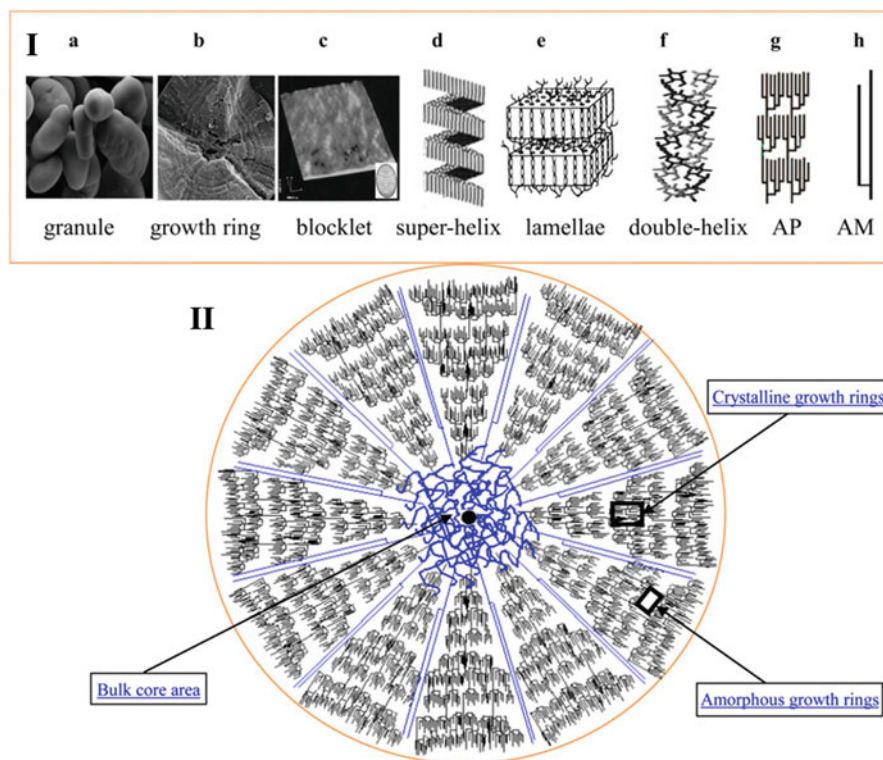 I
a b c d e f g h
granule growth ring blocklet super-helix lamellae double-helix AP AM
II
Crystalline growth rings
Bulk core area
Amorphous growth rings